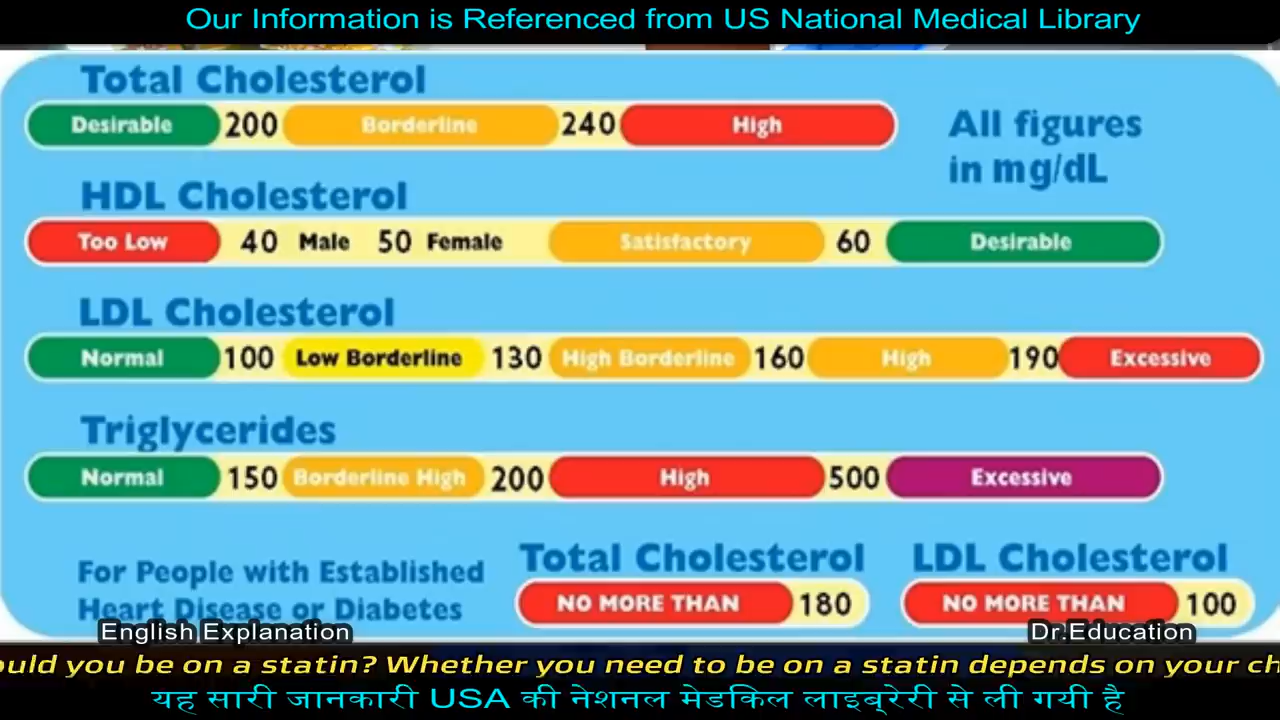 Our Information is Referenced from US National Medical Library
Total Cholesterol
Desirable 200 Borderline 240 High
All figures
in mg/dL
HDL Cholesterol
Too Low 40 Male 50 Female Satisfactory 60 Desirable
LDL Cholesterol
Normal 100 Low Borderline 130 High Borderline 160 High 190 Excessive
Triglycerides
Normal 150 Borderline High 200 High 500 Excessive
For People with Established
Heart Disease or Diabetes
Total Cholesterol
NO MORE THAN 180
LDL Cholesterol
NO MORE THAN 100
English Explanation
Dr.Education
ould you be on a statin? Whether you need to be on a statin depends on your ch
यह सारी जानकारी USA की नेशनल मेडिकल लाइब्रेरी से ली गयी है